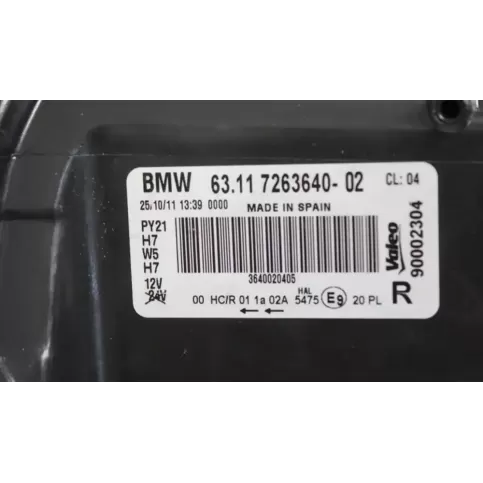 BMW 63.11 7263640-02 CL: 04
25/10/11 13:39 0000 MADE IN SPAIN
PY21
H7
W5
H7
12V
24V
3640020405
00 HC/R 01 1a 02A HAL 5475 E9 20 PL
←←
Valeo
90002304
R